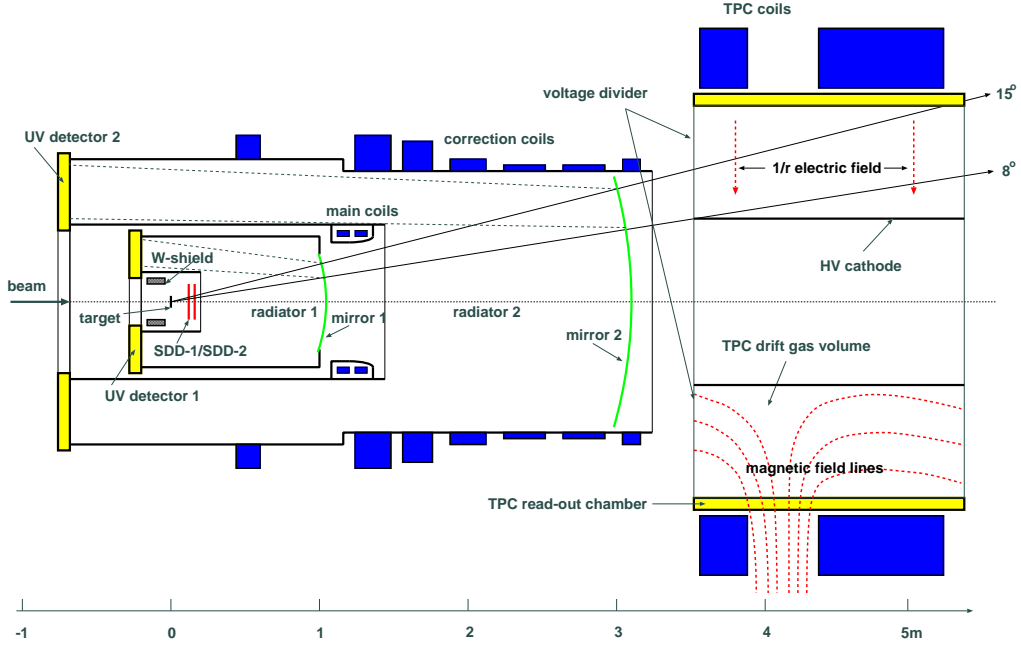 TPC coils
voltage divider
15°
UV detector 2
correction coils
1/r electric field
8°
main coils
W-shield
HV cathode
beam
target
radiator 1
mirror 1
radiator 2
mirror 2
SDD-1/SDD-2
TPC drift gas volume
UV detector 1
magnetic field lines
TPC read-out chamber
-1
0
1
2
3
4
5m